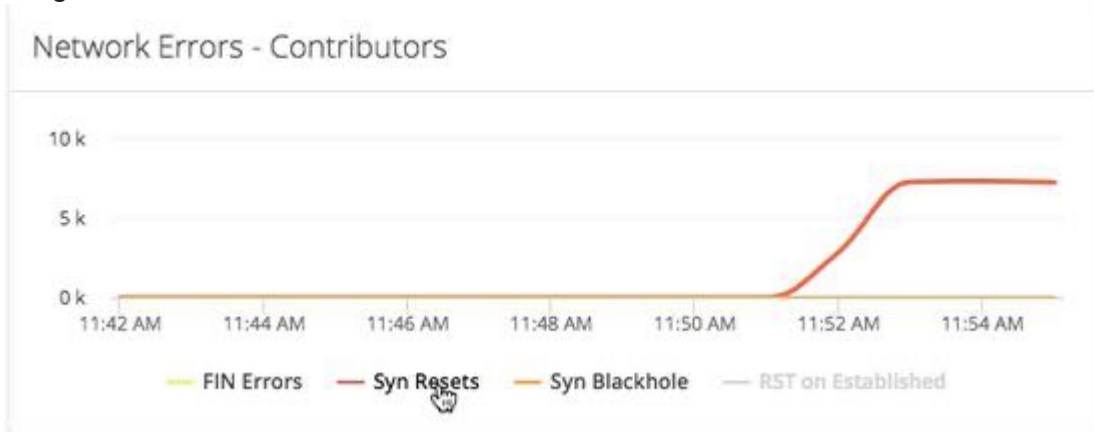 Network Errors - Contributors
10 k
5 k
0 k
11:42 AM 11:44 AM 11:46 AM 11:48 AM 11:50 AM 11:52 AM 11:54 AM
FIN Errors Syn Resets Syn Blackhole RST on Established